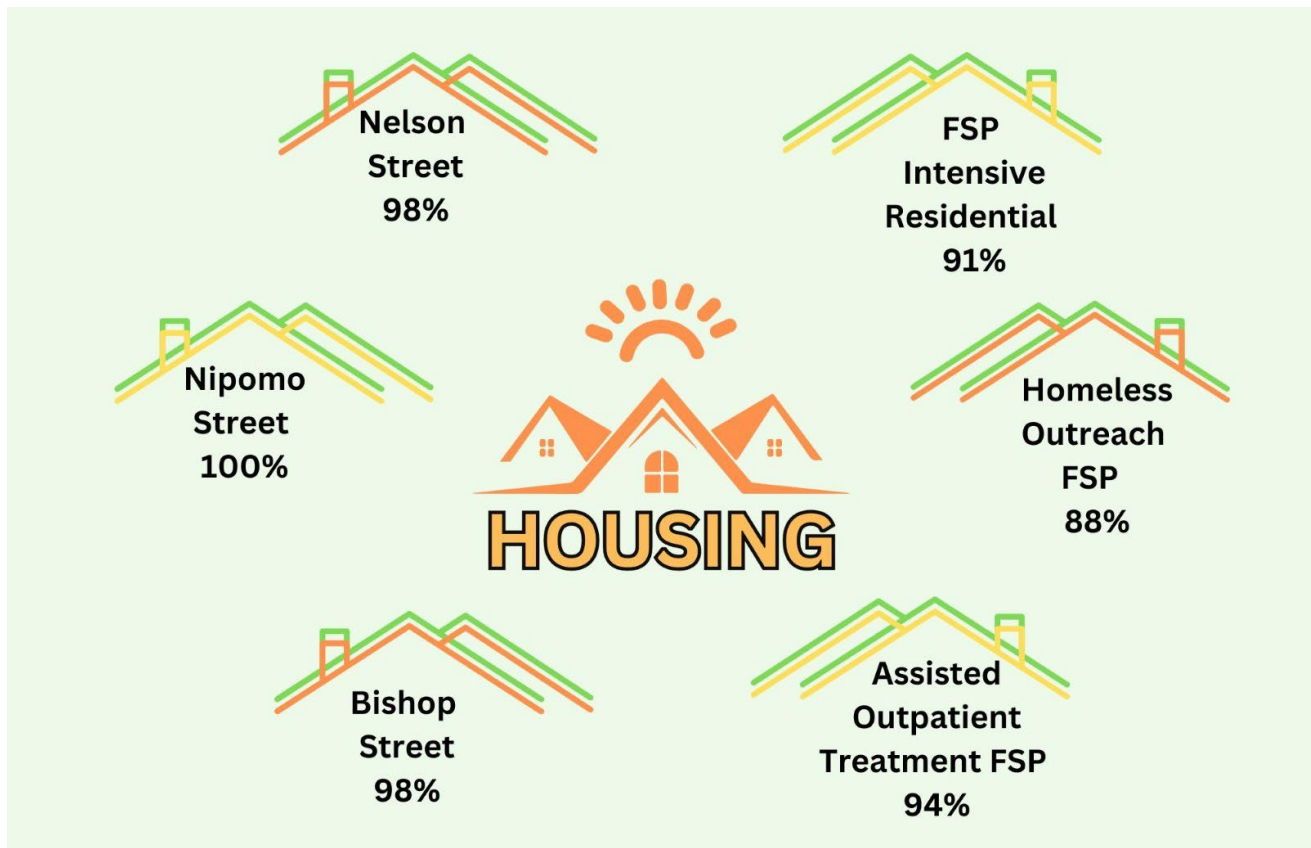 Nelson
Street
98%
FSP
Intensive
Residential
91%
Nipomo
Street
100%
Homeless
Outreach
FSP
88%
HOUSING
Bishop
Street
98%
Assisted
Outpatient
Treatment FSP
94%